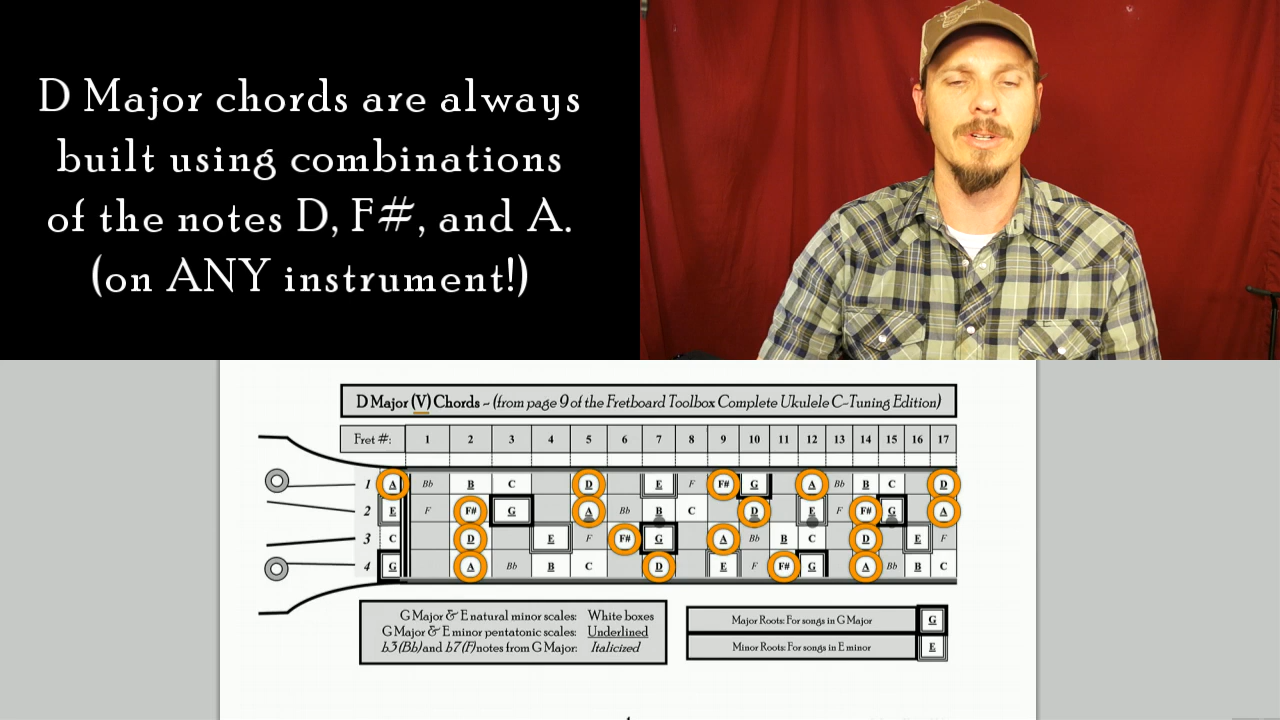 D Major chords are always
built using combinations
of the notes D, F#, and A.
(on ANY instrument!)
D Major (V) Chords ~ (from page 9 of the Fretboard Toolbox Complete Ukulele C-Tuning Edition)
Fret #: 1 2 3 4 5 6 7 8 9 10 11 12 13 14 15 16 17
1 A Bb B C D E F F# G A Bb B C D
2 E F F# G A Bb B C D E F F# G A
3 C D E F F# G A Bb B C D E F
4 G A Bb B C D E F F# G A Bb B C
G Major & E natural minor scales: White boxes
G Major & E minor pentatonic scales: Underlined
b3 (Bb) and b7 (F) notes from G Major: Italicized
Major Roots: For songs in G Major G
Minor Roots: For songs in E minor E